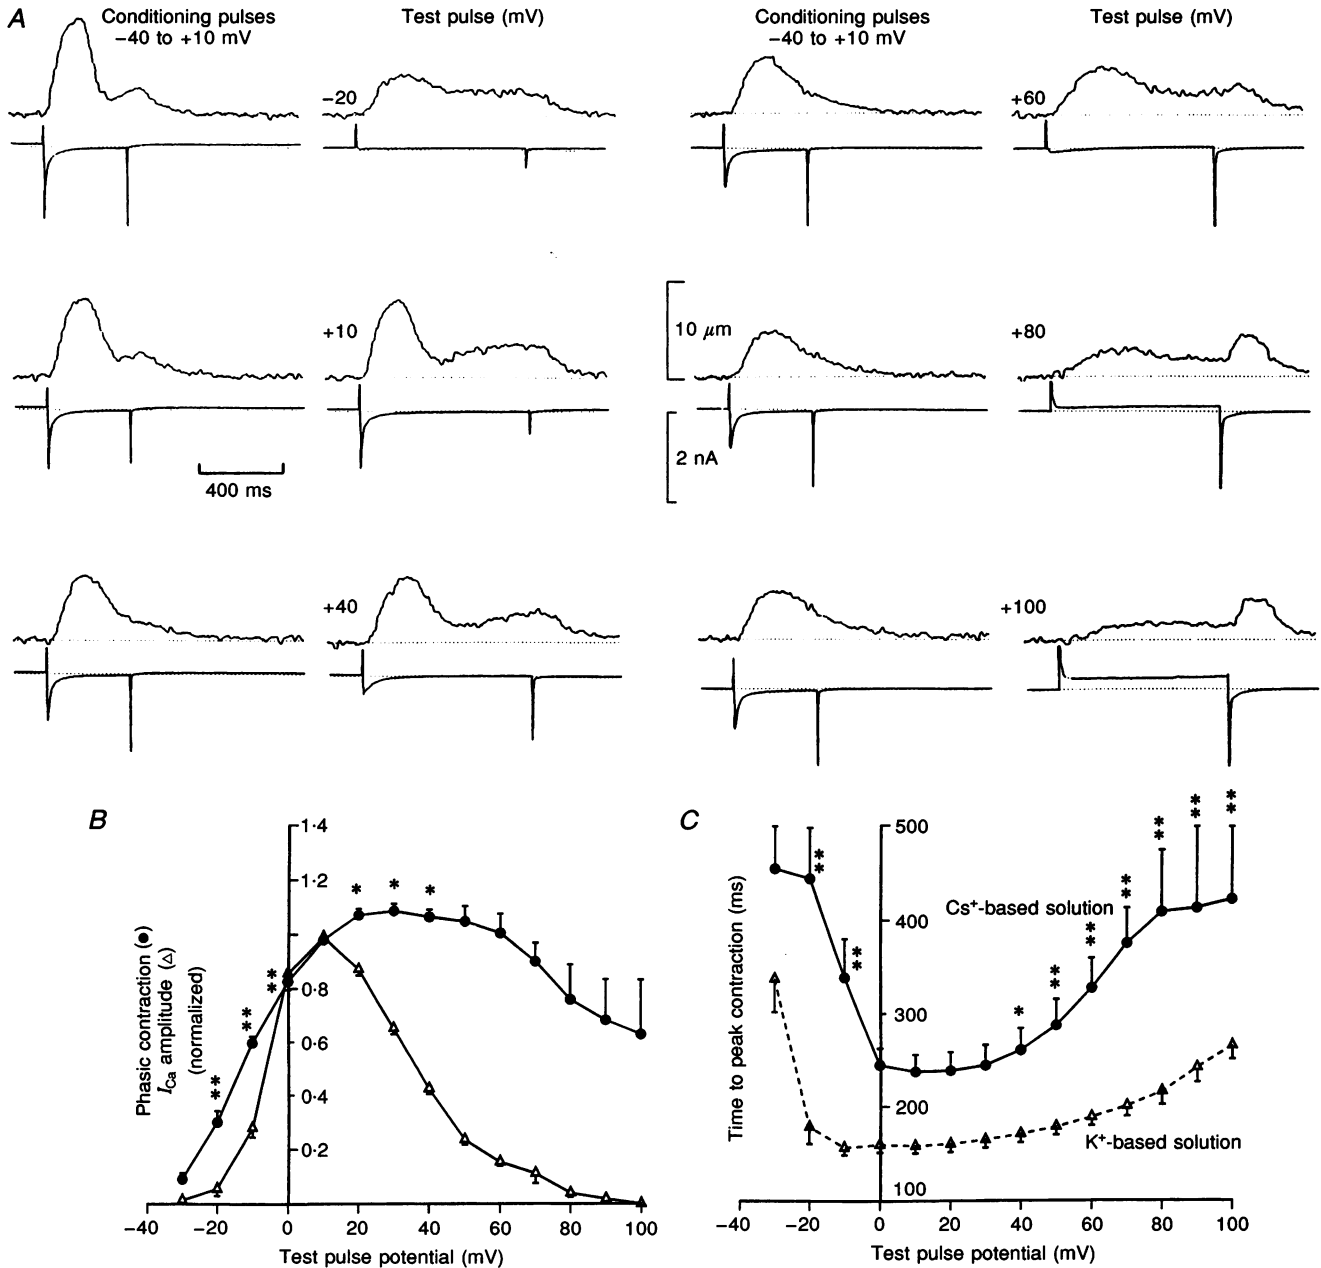 A
Conditioning pulses
−40 to +10 mV
Test pulse (mV)
Conditioning pulses
−40 to +10 mV
Test pulse (mV)
−20
+60
+10
10 μm
+80
2 nA
400 ms
+40
+100
B
Phasic contraction (●)
I_Ca amplitude (△)
(normalized)
1·4
1·2
0·8
0·6
0·4
0·2
**
**
**
*
*
*
−40
−20
0
20
40
60
80
100
Test pulse potential (mV)
C
Time to peak contraction (ms)
500
400
300
200
100
**
**
*
**
**
**
**
**
**
Cs⁺-based solution
K⁺-based solution
−40
−20
0
20
40
60
80
100
Test pulse potential (mV)